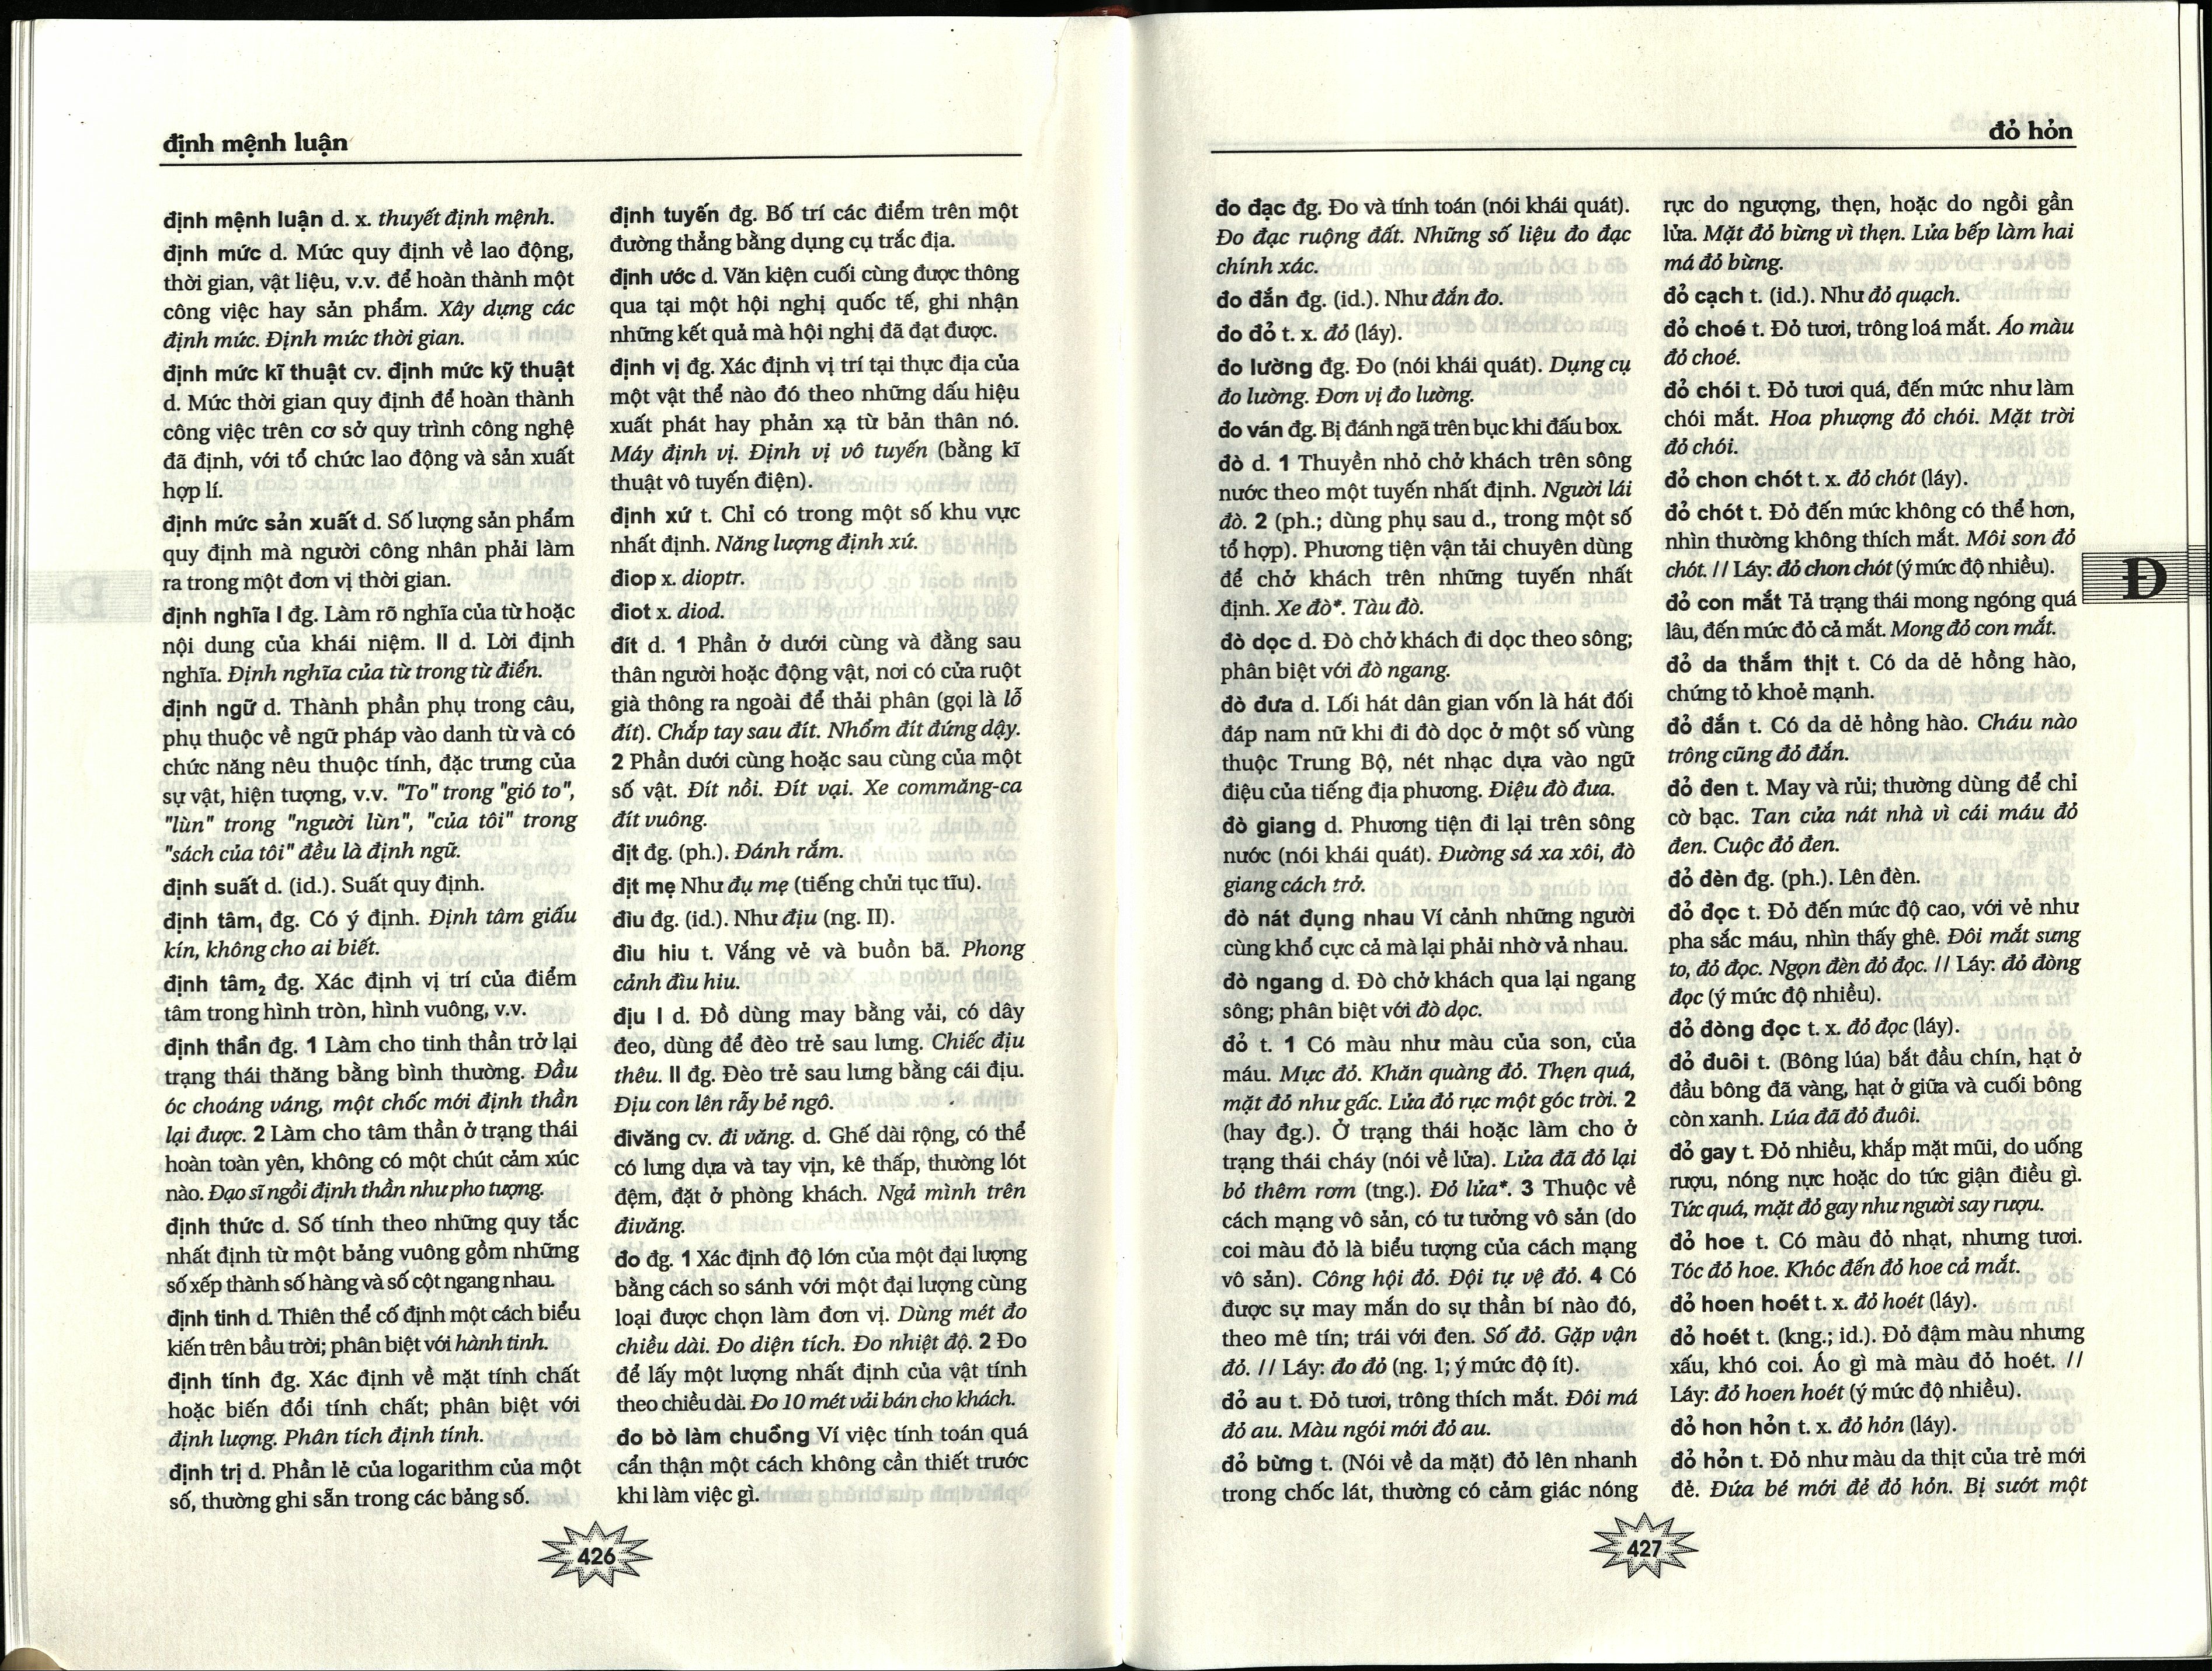 định mệnh luận
định mệnh luận d. x. thuyết định mệnh.
định mức d. Mức quy định về lao động,
thời gian, vật liệu, v.v. để hoàn thành một
công việc hay sản phẩm. Xây dựng các
định mức. Định mức thời gian.
định mức kĩ thuật cv. định mức kỹ thuật
d. Mức thời gian quy định để hoàn thành
công việc trên cơ sở quy trình công nghệ
đã định, với tổ chức lao động và sản xuất
hợp lí.
định mức sản xuất d. Số lượng sản phẩm
quy định mà người công nhân phải làm
ra trong một đơn vị thời gian.
định nghĩa I đg. Làm rõ nghĩa của từ hoặc
nội dung của khái niệm. II d. Lời định
nghĩa. Định nghĩa của từ trong từ điển.
định ngữ d. Thành phần phụ trong câu,
phụ thuộc về ngữ pháp vào danh từ và có
chức năng nêu thuộc tính, đặc trưng của
sự vật, hiện tượng, v.v. "To" trong "gió to",
"lùn" trong "người lùn", "của tôi" trong
"sách của tôi" đều là định ngữ.
định suất d. (id.). Suất quy định.
định tâm₁ đg. Có ý định. Định tâm giấu
kín, không cho ai biết.
định tâm₂ đg. Xác định vị trí của điểm
tâm trong hình tròn, hình vuông, v.v.
định thần đg. 1 Làm cho tinh thần trở lại
trạng thái thăng bằng bình thường. Đầu
óc choáng váng, một chốc mới định thần
lại được. 2 Làm cho tâm thần ở trạng thái
hoàn toàn yên, không có một chút cảm xúc
nào. Đạo sĩ ngồi định thần như pho tượng.
định thức d. Số tính theo những quy tắc
nhất định từ một bảng vuông gồm những
số xếp thành số hàng và số cột ngang nhau.
định tinh d. Thiên thể cố định một cách biểu
kiến trên bầu trời; phân biệt với hành tinh.
định tính đg. Xác định về mặt tính chất
hoặc biến đổi tính chất; phân biệt với
định lượng. Phân tích định tính.
định trị d. Phần lẻ của logarithm của một
số, thường ghi sẵn trong các bảng số.
định tuyến đg. Bố trí các điểm trên một
đường thẳng bằng dụng cụ trắc địa.
định ước d. Văn kiện cuối cùng được thông
qua tại một hội nghị quốc tế, ghi nhận
những kết quả mà hội nghị đã đạt được.
định vị đg. Xác định vị trí tại thực địa của
một vật thể nào đó theo những dấu hiệu
xuất phát hay phản xạ từ bản thân nó.
Máy định vị. Định vị vô tuyến (bằng kĩ
thuật vô tuyến điện).
định xứ t. Chỉ có trong một số khu vực
nhất định. Năng lượng định xứ.
điop x. dioptr.
điot x. diod.
đít d. 1 Phần ở dưới cùng và đằng sau
thân người hoặc động vật, nơi có cửa ruột
già thông ra ngoài để thải phân (gọi là lỗ
đít). Chắp tay sau đít. Nhổm đít đứng dậy.
2 Phần dưới cùng hoặc sau cùng của một
số vật. Đít nồi. Đít vại. Xe commăng-ca
đít vuông.
địt đg. (ph.). Đánh rắm.
địt mẹ Như đụ mẹ (tiếng chửi tục tĩu).
đìu đg. (id.). Như địu (ng. II).
đìu hiu t. Vắng vẻ và buồn bã. Phong
cảnh đìu hiu.
địu I d. Đồ dùng may bằng vải, có dây
đeo, dùng để đèo trẻ sau lưng. Chiếc địu
thêu. II đg. Đèo trẻ sau lưng bằng cái địu.
Địu con lên rẫy bẻ ngô.
đivăng cv. đi văng. d. Ghế dài rộng, có thể
có lưng dựa và tay vịn, kê thấp, thường lót
đệm, đặt ở phòng khách. Ngả mình trên
đivăng.
đo đg. 1 Xác định độ lớn của một đại lượng
bằng cách so sánh với một đại lượng cùng
loại được chọn làm đơn vị. Dùng mét đo
chiều dài. Đo diện tích. Đo nhiệt độ. 2 Đo
để lấy một lượng nhất định của vật tính
theo chiều dài. Đo 10 mét vải bán cho khách.
đo bò làm chuồng Ví việc tính toán quá
cẩn thận một cách không cần thiết trước
khi làm việc gì.
426
đỏ hỏn
đo đạc đg. Đo và tính toán (nói khái quát).
Đo đạc ruộng đất. Những số liệu đo đạc
chính xác.
đo đắn đg. (id.). Như đắn đo.
đo đỏ t. x. đỏ (láy).
đo lường đg. Đo (nói khái quát). Dụng cụ
đo lường. Đơn vị đo lường.
đo ván đg. Bị đánh ngã trên bục khi đấu box.
đò d. 1 Thuyền nhỏ chở khách trên sông
nước theo một tuyến nhất định. Người lái
đò. 2 (ph.; dùng phụ sau d., trong một số
tổ hợp). Phương tiện vận tải chuyên dùng
để chở khách trên những tuyến nhất
định. Xe đò*. Tàu đò.
đò dọc d. Đò chở khách đi dọc theo sông;
phân biệt với đò ngang.
đò đưa d. Lối hát dân gian vốn là hát đối
đáp nam nữ khi đi đò dọc ở một số vùng
thuộc Trung Bộ, nét nhạc dựa vào ngữ
điệu của tiếng địa phương. Điệu đò đưa.
đò giang d. Phương tiện đi lại trên sông
nước (nói khái quát). Đường sá xa xôi, đò
giang cách trở.
đò nát đụng nhau Ví cảnh những người
cùng khổ cực cả mà lại phải nhờ vả nhau.
đò ngang d. Đò chở khách qua lại ngang
sông; phân biệt với đò dọc.
đỏ t. 1 Có màu như màu của son, của
máu. Mực đỏ. Khăn quàng đỏ. Thẹn quá,
mặt đỏ như gấc. Lửa đỏ rực một góc trời. 2
(hay đg.). Ở trạng thái hoặc làm cho ở
trạng thái cháy (nói về lửa). Lửa đã đỏ lại
bỏ thêm rơm (tng.). Đỏ lửa*. 3 Thuộc về
cách mạng vô sản, có tư tưởng vô sản (do
coi màu đỏ là biểu tượng của cách mạng
vô sản). Công hội đỏ. Đội tự vệ đỏ. 4 Có
được sự may mắn do sự thần bí nào đó,
theo mê tín; trái với đen. Số đỏ. Gặp vận
đỏ. // Láy: đo đỏ (ng. 1; ý mức độ ít).
đỏ au t. Đỏ tươi, trông thích mắt. Đôi má
đỏ au. Màu ngói mới đỏ au.
đỏ bừng t. (Nói về da mặt) đỏ lên nhanh
trong chốc lát, thường có cảm giác nóng
rực do ngượng, thẹn, hoặc do ngồi gần
lửa. Mặt đỏ bừng vì thẹn. Lửa bếp làm hai
má đỏ bừng.
đỏ cạch t. (id.). Như đỏ quạch.
đỏ choé t. Đỏ tươi, trông loá mắt. Áo màu
đỏ choé.
đỏ chói t. Đỏ tươi quá, đến mức như làm
chói mắt. Hoa phượng đỏ chói. Mặt trời
đỏ chói.
đỏ chon chót t. x. đỏ chót (láy).
đỏ chót t. Đỏ đến mức không có thể hơn,
nhìn thường không thích mắt. Môi son đỏ
chót. // Láy: đỏ chon chót (ý mức độ nhiều).
đỏ con mắt Tả trạng thái mong ngóng quá
lâu, đến mức đỏ cả mắt. Mong đỏ con mắt.
đỏ da thắm thịt t. Có da dẻ hồng hào,
chứng tỏ khoẻ mạnh.
đỏ đắn t. Có da dẻ hồng hào. Cháu nào
trông cũng đỏ đắn.
đỏ đen t. May và rủi; thường dùng để chỉ
cờ bạc. Tan cửa nát nhà vì cái máu đỏ
đen. Cuộc đỏ đen.
đỏ đèn đg. (ph.). Lên đèn.
đỏ đọc t. Đỏ đến mức độ cao, với vẻ như
pha sắc máu, nhìn thấy ghê. Đôi mắt sưng
to, đỏ đọc. Ngọn đèn đỏ đọc. // Láy: đỏ đòng
đọc (ý mức độ nhiều).
đỏ đòng đọc t. x. đỏ đọc (láy).
đỏ đuôi t. (Bông lúa) bắt đầu chín, hạt ở
đầu bông đã vàng, hạt ở giữa và cuối bông
còn xanh. Lúa đã đỏ đuôi.
đỏ gay t. Đỏ nhiều, khắp mặt mũi, do uống
rượu, nóng nực hoặc do tức giận điều gì.
Tức quá, mặt đỏ gay như người say rượu.
đỏ hoe t. Có màu đỏ nhạt, nhưng tươi.
Tóc đỏ hoe. Khóc đến đỏ hoe cả mắt.
đỏ hoen hoét t. x. đỏ hoét (láy).
đỏ hoét t. (kng.; id.). Đỏ đậm màu nhưng
xấu, khó coi. Áo gì mà màu đỏ hoét. //
Láy: đỏ hoen hoét (ý mức độ nhiều).
đỏ hon hỏn t. x. đỏ hỏn (láy).
đỏ hỏn t. Đỏ như màu da thịt của trẻ mới
đẻ. Đứa bé mới đẻ đỏ hỏn. Bị sướt một
Đ
427